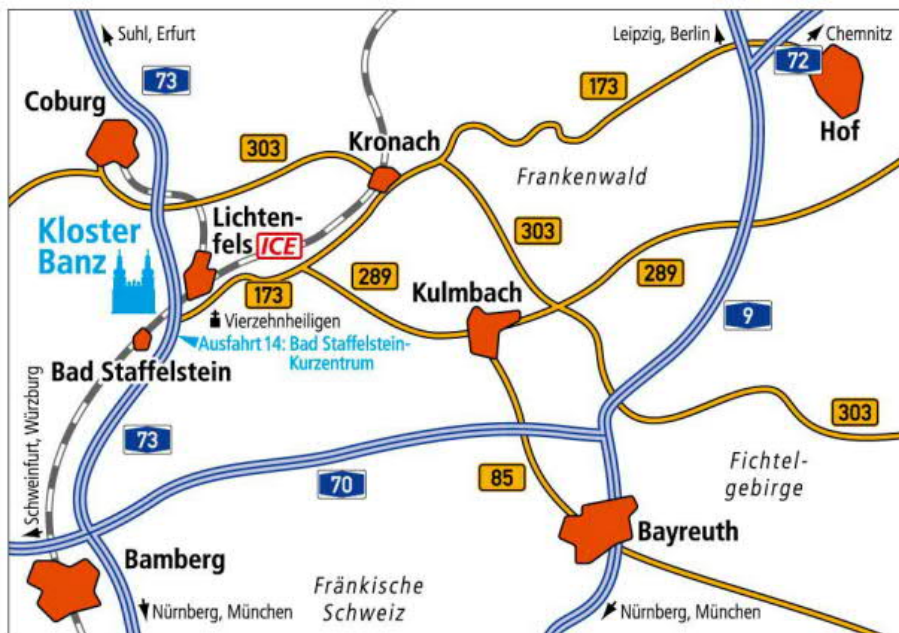 Suhl, Erfurt
Leipzig, Berlin
Chemnitz
73
72
173
Coburg
Hof
303
Kronach
Frankenwald
Lichten-
fels ICE
Kloster
Banz
303
289
289
173
Kulmbach
9
Vierzehnheiligen
Ausfahrt 14: Bad Staffelstein-
Kurzentrum
Bad Staffelstein
303
73
Schweinfurt, Würzburg
70
85
Fichtel-
gebirge
Bayreuth
Bamberg
Fränkische
Schweiz
Nürnberg, München
Nürnberg, München